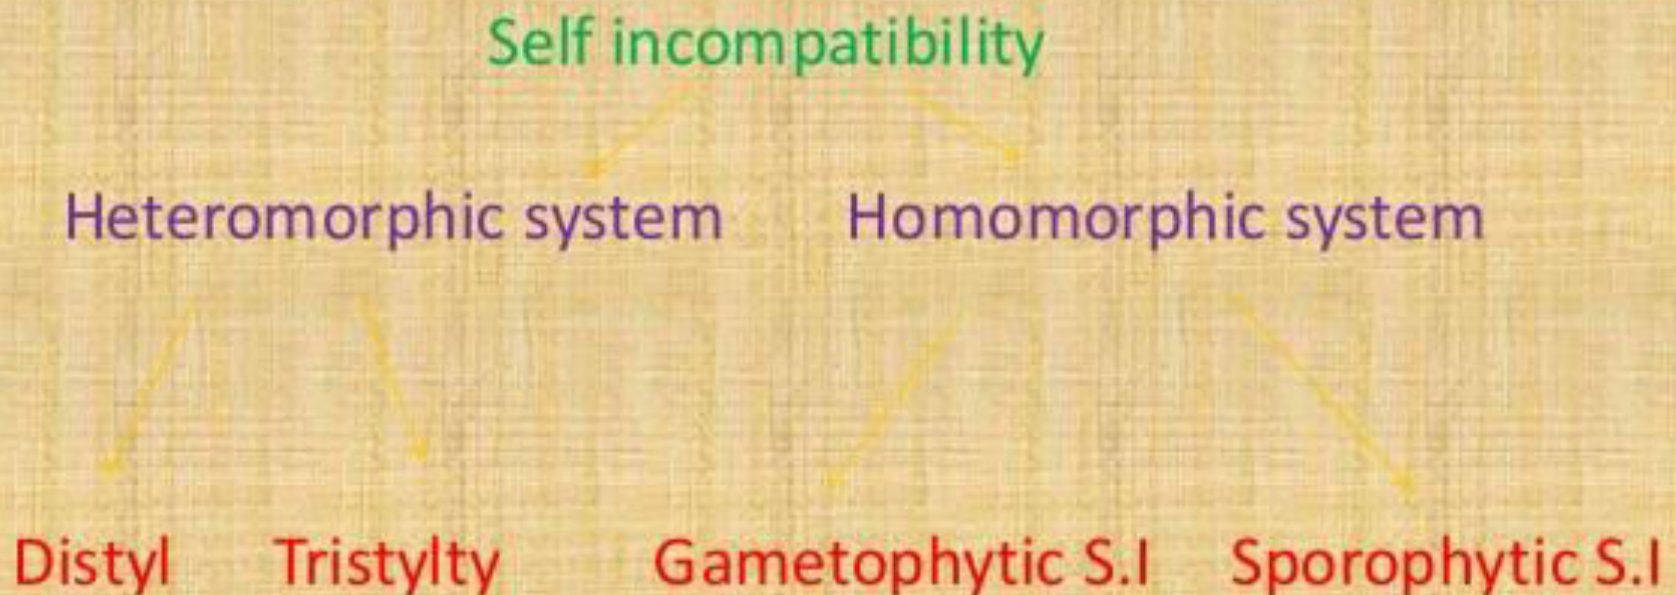 Self incompatibility
Heteromorphic system Homomorphic system
Distyl Tristylty Gametophytic S.I Sporophytic S.I